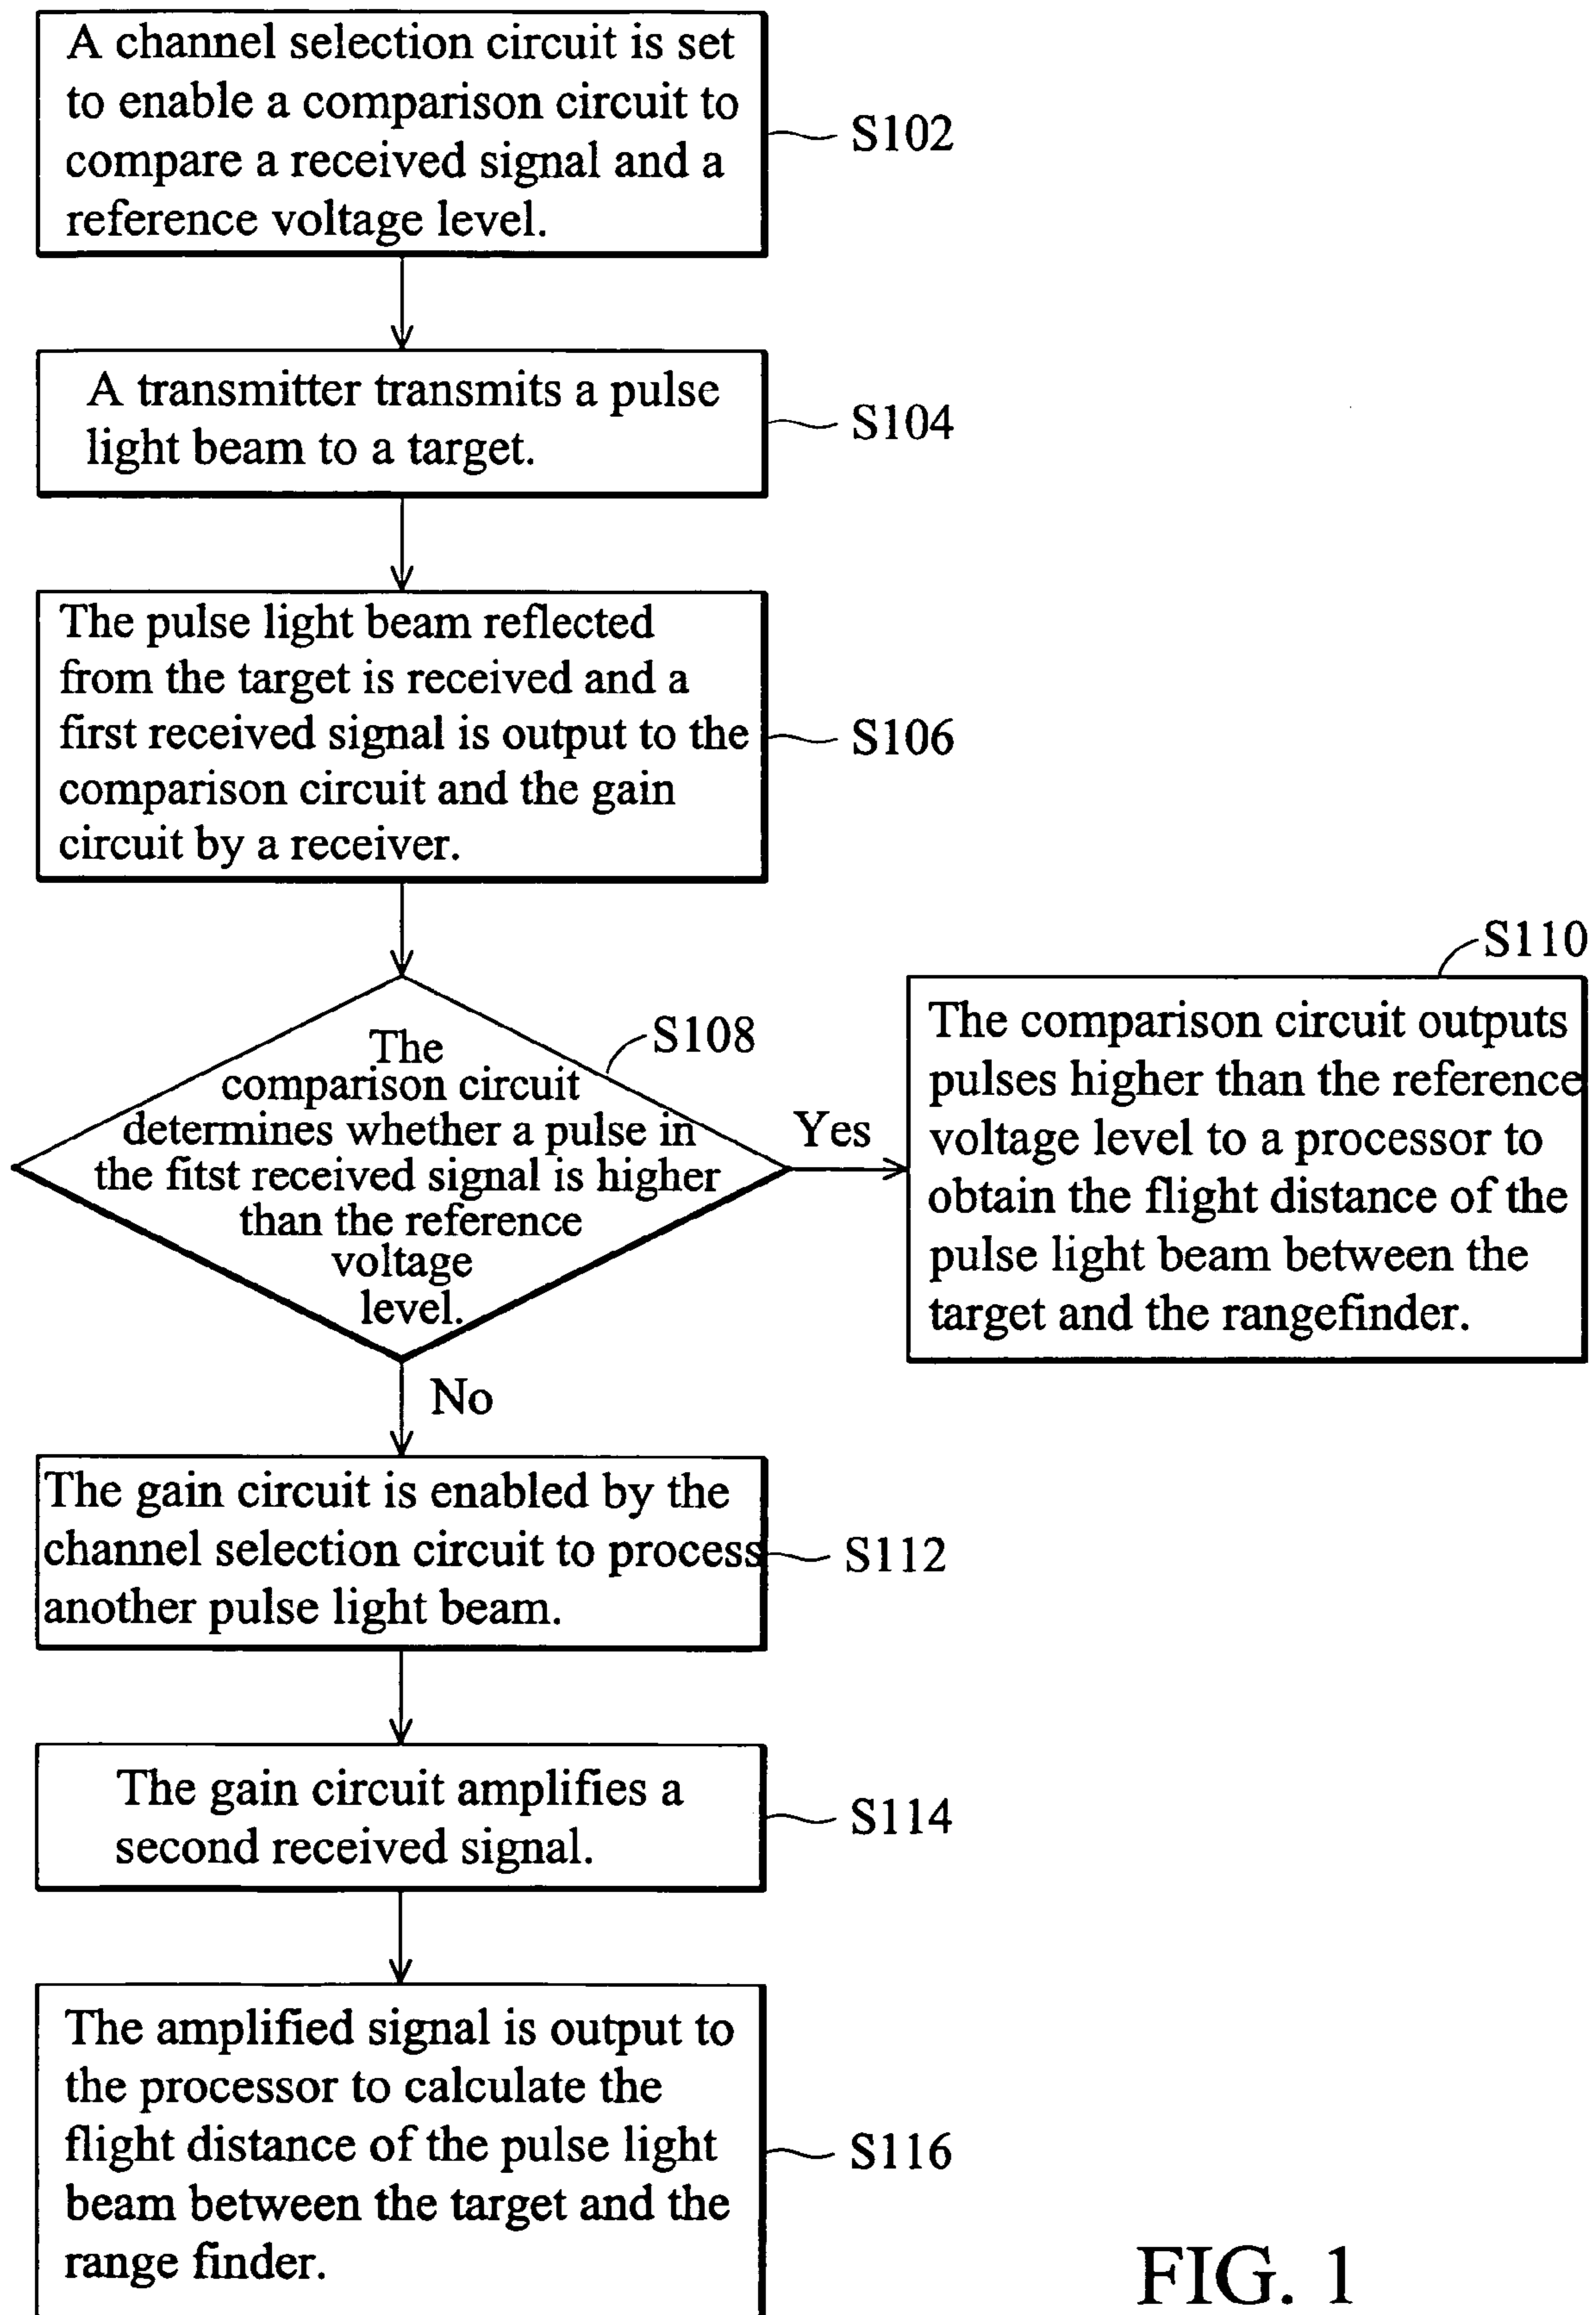 A channel selection circuit is set
to enable a comparison circuit to
compare a received signal and a
reference voltage level.
S102
A transmitter transmits a pulse
light beam to a target.
S104
The pulse light beam reflected
from the target is received and a
first received signal is output to the
comparison circuit and the gain
circuit by a receiver.
S106
The
comparison circuit
determines whether a pulse in
the fitst received signal is higher
than the reference
voltage
level.
S108
Yes
S110
The comparison circuit outputs
pulses higher than the reference
voltage level to a processor to
obtain the flight distance of the
pulse light beam between the
target and the rangefinder.
No
The gain circuit is enabled by the
channel selection circuit to process
another pulse light beam.
S112
The gain circuit amplifies a
second received signal.
S114
The amplified signal is output to
the processor to calculate the
flight distance of the pulse light
beam between the target and the
range finder.
S116
FIG. 1